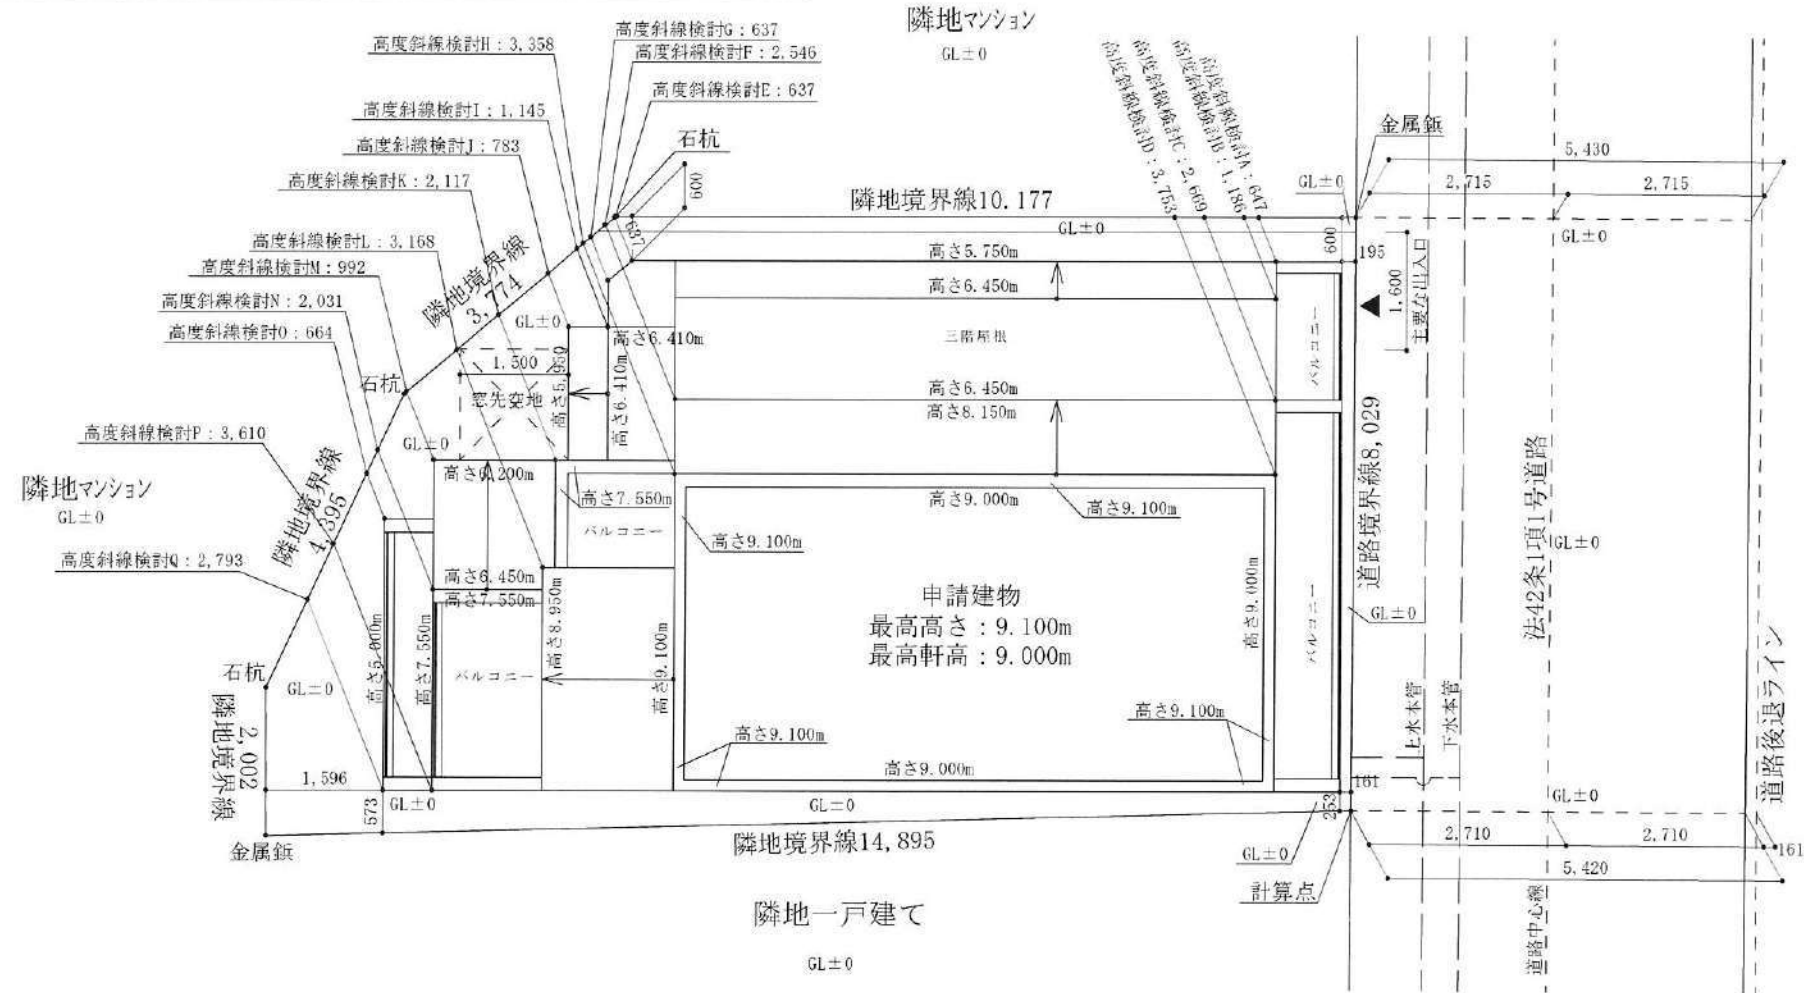 隣地マンション
GL±0
高度斜線検討G：637
高度斜線検討H：3,358
高度斜線検討F：2,546
高度斜線検討E：637
高度斜線検討I：1,145
高度斜線検討J：783
高度斜線検討K：2,117
高度斜線検討L：3,168
高度斜線検討M：992
高度斜線検討N：2,031
高度斜線検討O：664
高度斜線検討P：3,610
高度斜線検討Q：2,793
高度斜線検討D：3,753
高度斜線検討C：2,669
高度斜線検討B：1,186
高度斜線検討A：647
石杭
600
637
隣地境界線10.177
GL±0
GL±0
金属鋲
5,430
2,715
2,715
GL±0
600
195
1,600
主要な出入口
高さ5.750m
高さ6.450m
三階屋根
高さ6.450m
高さ8.150m
バルコニー
隣地境界線
3,774
GL±0
高さ6.410m
1,500
窓先空地
高さ5.950
高さ6.410m
石杭
GL±0
高さ6,200m
高さ7.550m
バルコニー
高さ9.000m
高さ9.100m
高さ9.100m
隣地マンション
GL±0
隣地境界線
4,395
高さ6.450m
高さ7.550m
高さ5.000m
高さ7.550m
バルコニー
高さ8.950m
高さ9.100m
申請建物
最高高さ：9.100m
最高軒高：9.000m
高さ9.000m
バルコニー
道路境界線8,029
GL±0
法42条1項1号道路
GL±0
道路後退ライン
上水本管
下水本管
石杭
GL±0
2,002
隣地境界線
1,596
573
GL±0
高さ9.100m
高さ9.100m
高さ9.000m
GL±0
161
253
GL±0
金属鋲
隣地境界線14,895
GL±0
計算点
2,710
2,710
161
5,420
道路中心線
隣地一戸建て
GL±0